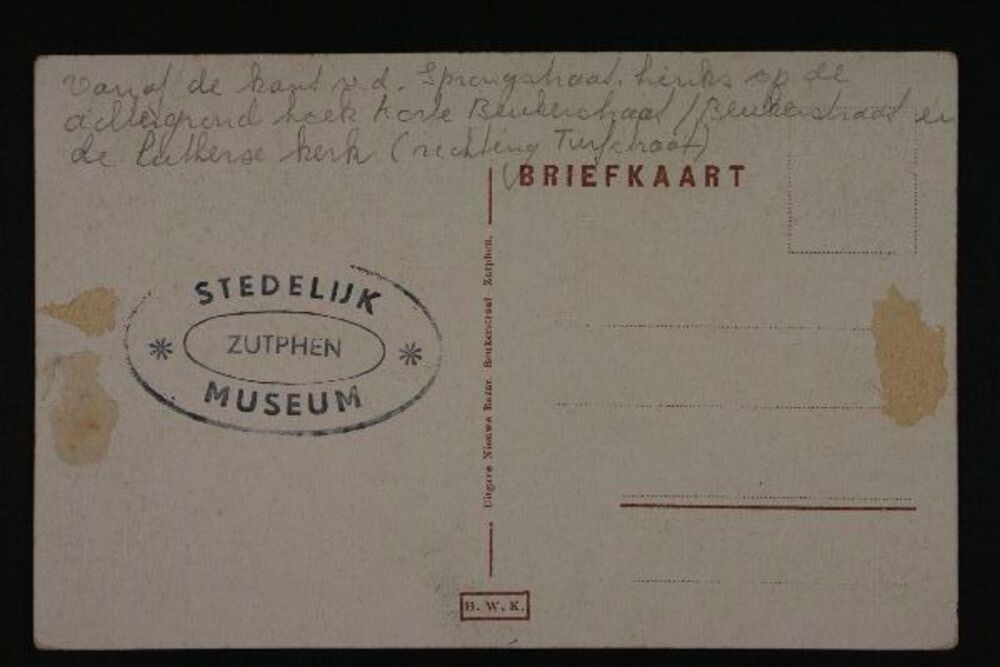 Vanaf de kant v.d. Sprongstraat. links op de
achtergrond hoek Korte Beukerstraat / Beukerstraat en
de Lutherse kerk (richting Turfstraat)
BRIEFKAART
STEDELIJK
ZUTPHEN
MUSEUM
Uitgave Nieuwe Bazar, Beukerstraat Zutphen.
H. W. K.